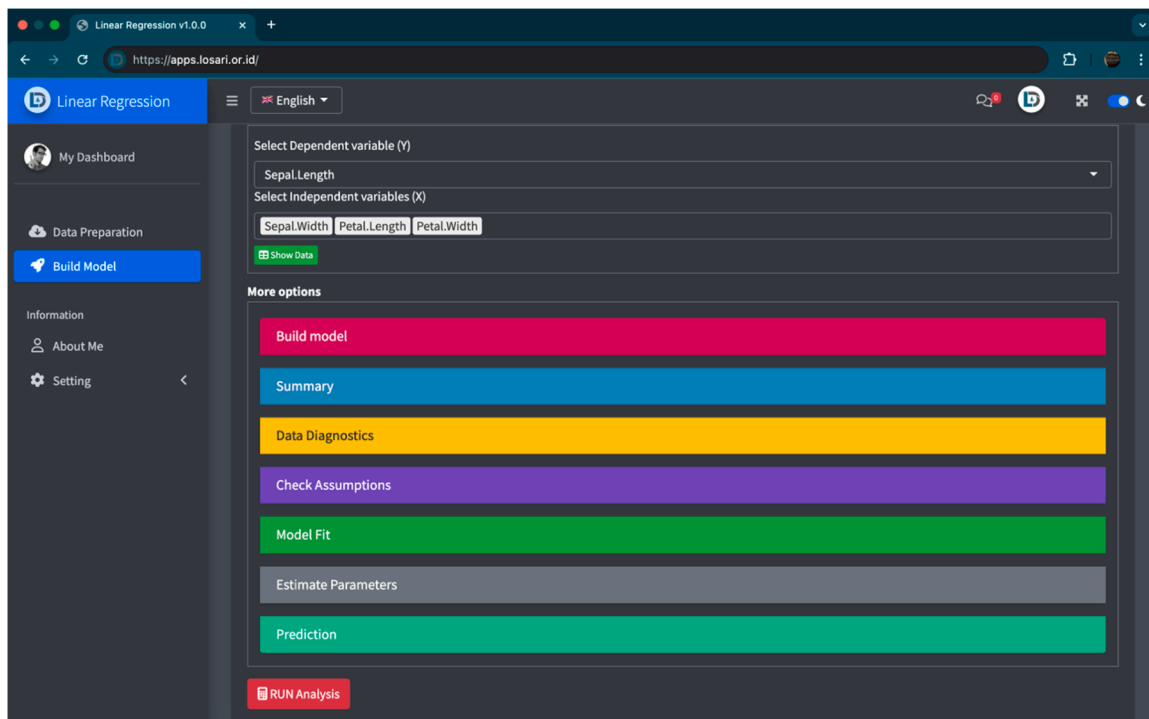 Linear Regression v1.0.0
https://apps.losari.or.id/
Linear Regression
English
0
My Dashboard
Data Preparation
Build Model
Information
About Me
Setting
Select Dependent variable (Y)
Sepal.Length
Select Independent variables (X)
Sepal.Width Petal.Length Petal.Width
Show Data
More options
Build model
Summary
Data Diagnostics
Check Assumptions
Model Fit
Estimate Parameters
Prediction
RUN Analysis